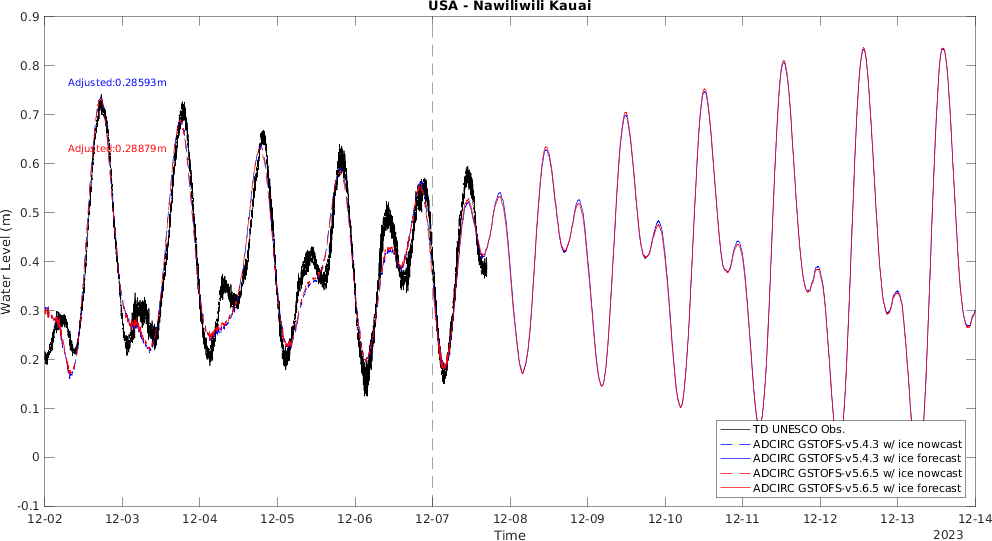 USA - Nawiliwili Kauai
0.9
0.8
0.7
0.6
0.5
0.4
0.3
0.2
0.1
0
-0.1
Water Level (m)
Adjusted:0.28593m
Adjusted:0.28879m
TD UNESCO Obs.
ADCIRC GSTOFS-v5.4.3 w/ ice nowcast
ADCIRC GSTOFS-v5.4.3 w/ ice forecast
ADCIRC GSTOFS-v5.6.5 w/ ice nowcast
ADCIRC GSTOFS-v5.6.5 w/ ice forecast
12-02 12-03 12-04 12-05 12-06 12-07 12-08 12-09 12-10 12-11 12-12 12-13 12-14
Time
2023